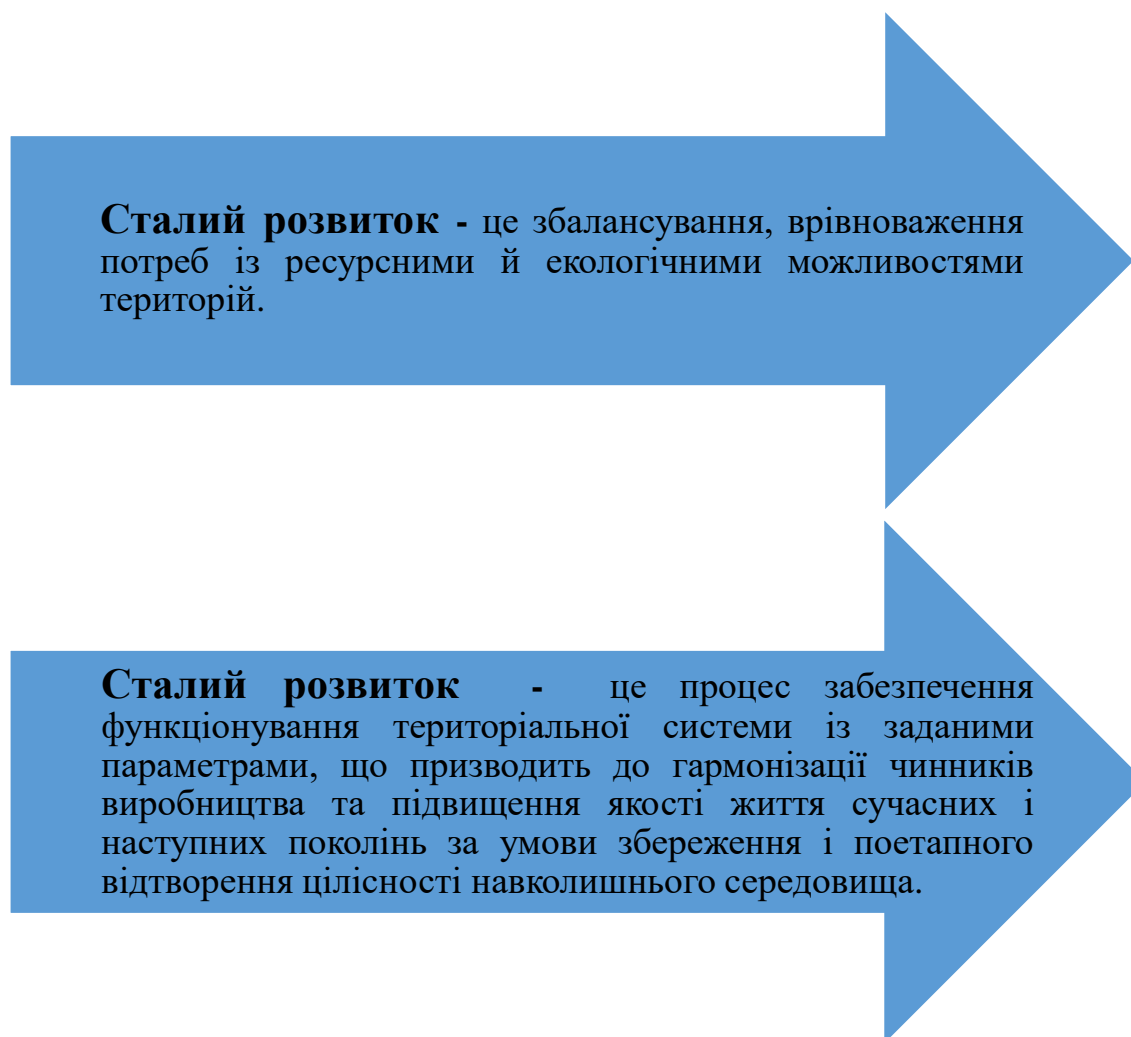 Сталий розвиток - це збалансування, врівноваження
потреб із ресурсними й екологічними можливостями
територій.
Сталий розвиток - це процес забезпечення
функціонування територіальної системи із заданими
параметрами, що призводить до гармонізації чинників
виробництва та підвищення якості життя сучасних і
наступних поколінь за умови збереження і поетапного
відтворення цілісності навколишнього середовища.